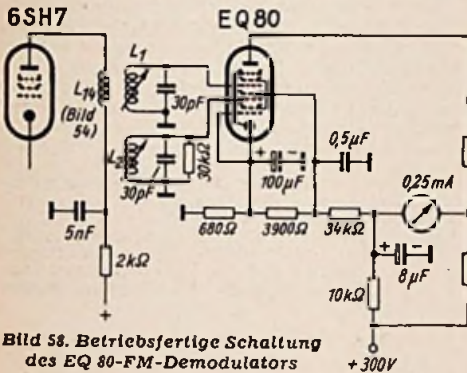 6SH7
EQ80
L14
(Bild
54)
L1
30pF
L2
30pF
30kΩ
+ -
100µF
0,5µF
0,25mA
5nF
680Ω
3900Ω
34kΩ
+ -
8µF
2kΩ
10kΩ
+
+300V
Bild 58. Betriebsfertige Schaltung
des EQ 80-FM-Demodulators